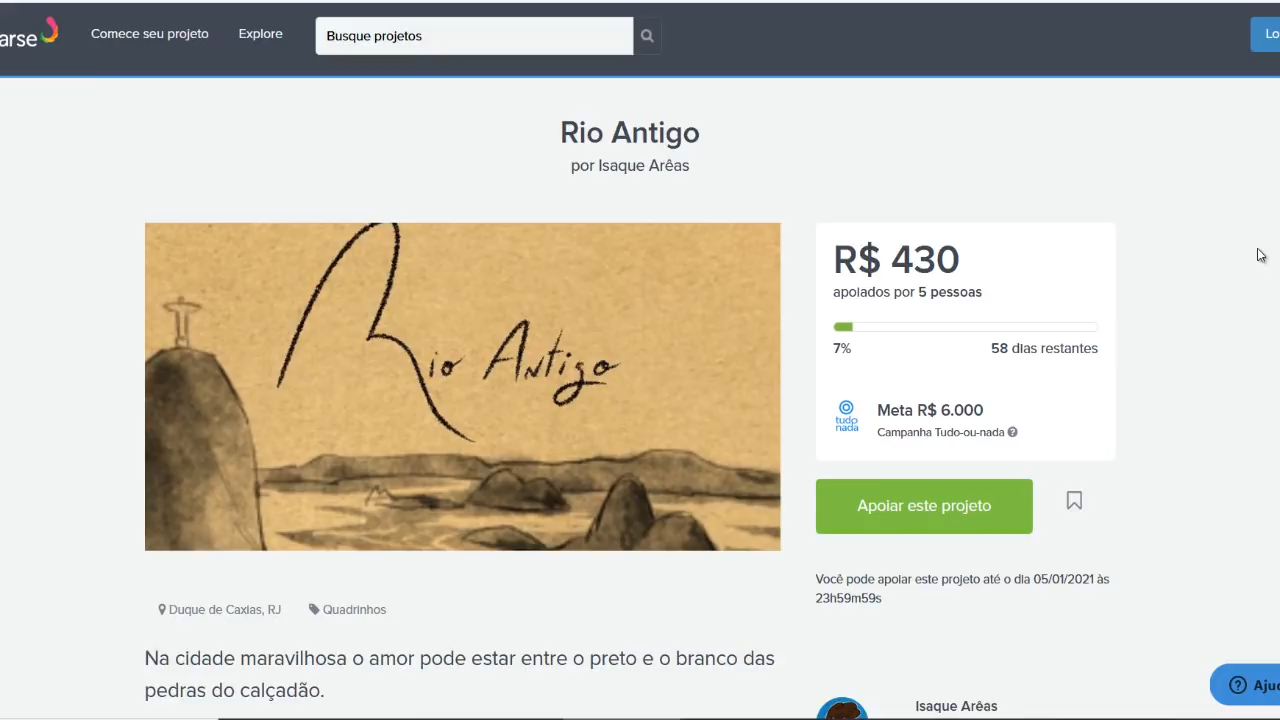 arse
Comece seu projeto
Explore
Busque projetos
Lo
Rio Antigo
por Isaque Arêas
Rio Antigo
R$ 430
apoiados por 5 pessoas
7%
58 dias restantes
tudo
nada
Meta R$ 6.000
Campanha Tudo-ou-nada
Apoiar este projeto
Você pode apoiar este projeto até o dia 05/01/2021 às
23h59m59s
Duque de Caxias, RJ
Quadrinhos
Na cidade maravilhosa o amor pode estar entre o preto e o branco das
pedras do calçadão.
Isaque Arêas
Aju